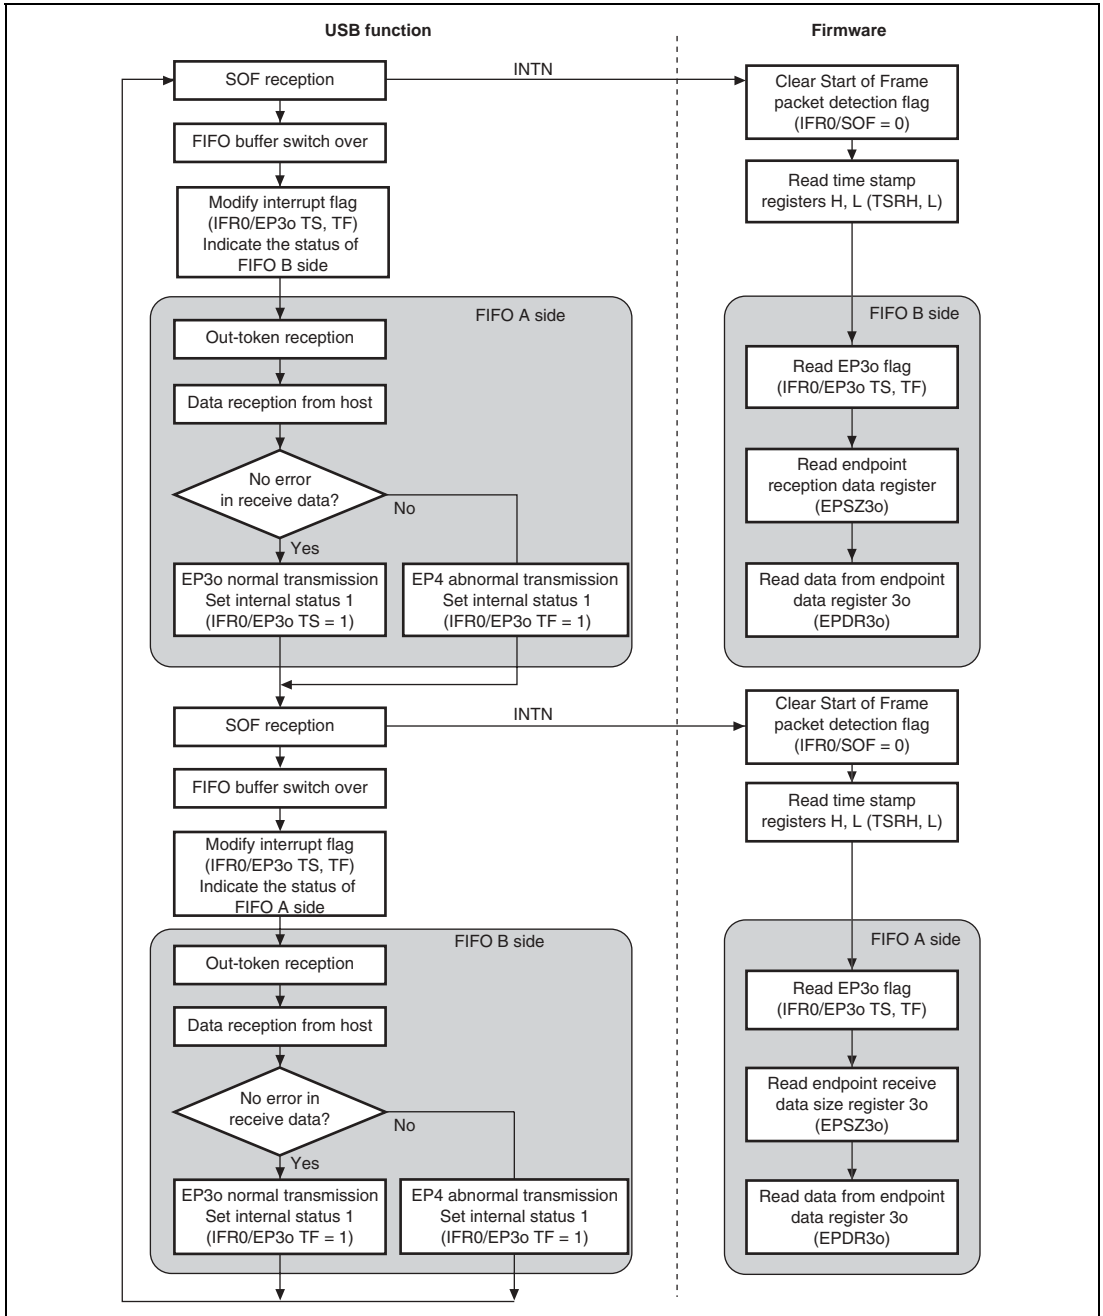 USB function
Firmware
SOF reception
INTN
Clear Start of Frame
packet detection flag
(IFR0/SOF = 0)
FIFO buffer switch over
Read time stamp
registers H, L (TSRH, L)
Modify interrupt flag
(IFR0/EP3o TS, TF)
Indicate the status of
FIFO B side
FIFO A side
Out-token reception
Data reception from host
No error
in receive data?
No
Yes
EP3o normal transmission
Set internal status 1
(IFR0/EP3o TS = 1)
EP4 abnormal transmission
Set internal status 1
(IFR0/EP3o TF = 1)
FIFO B side
Read EP3o flag
(IFR0/EP3o TS, TF)
Read endpoint
reception data register
(EPSZ3o)
Read data from endpoint
data register 3o
(EPDR3o)
SOF reception
INTN
Clear Start of Frame
packet detection flag
(IFR0/SOF = 0)
FIFO buffer switch over
Read time stamp
registers H, L (TSRH, L)
Modify interrupt flag
(IFR0/EP3o TS, TF)
Indicate the status of
FIFO A side
FIFO B side
Out-token reception
Data reception from host
No error in
receive data?
No
Yes
EP3o normal transmission
Set internal status 1
(IFR0/EP3o TF = 1)
EP4 abnormal transmission
Set internal status 1
(IFR0/EP3o TF = 1)
FIFO A side
Read EP3o flag
(IFR0/EP3o TS, TF)
Read endpoint receive
data size register 3o
(EPSZ3o)
Read data from endpoint
data register 3o
(EPDR3o)